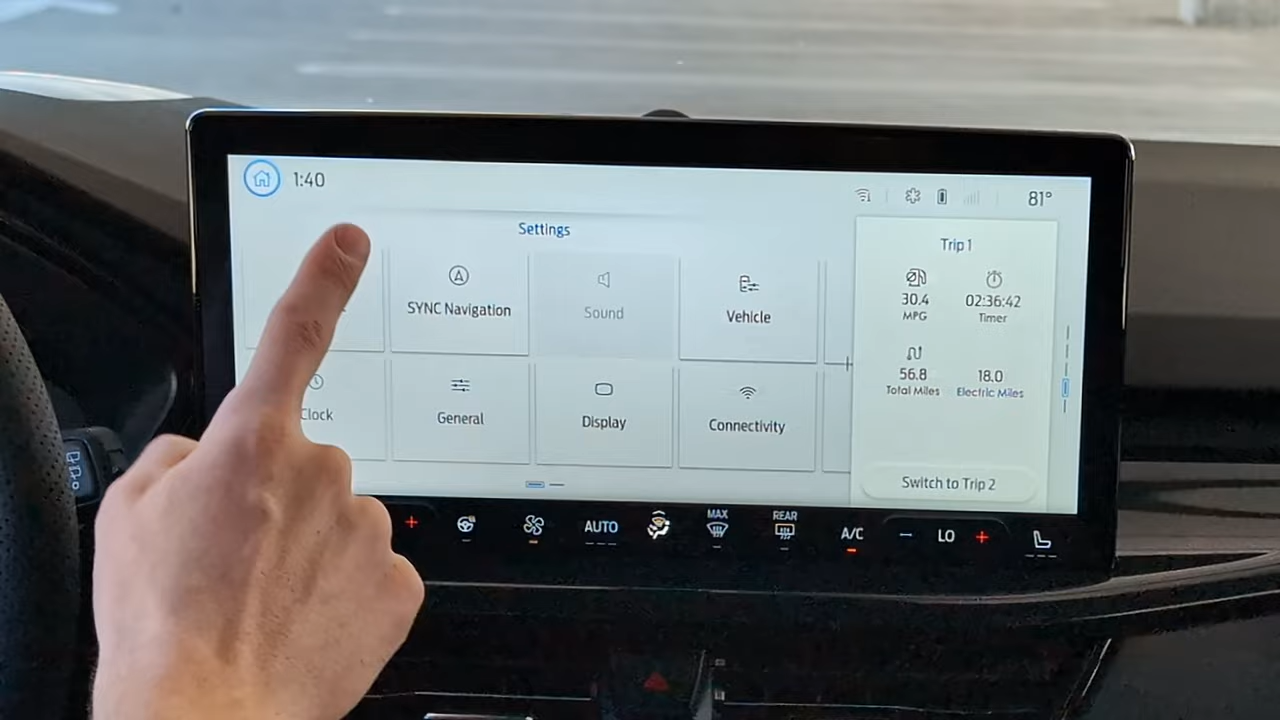 1:40
81°
Settings
SYNC Navigation
Sound
Vehicle
Clock
General
Display
Connectivity
Trip 1
30.4
MPG
02:36:42
Timer
56.8
Total Miles
18.0
Electric Miles
Switch to Trip 2
+
AUTO
MAX
REAR
A/C
− LO +